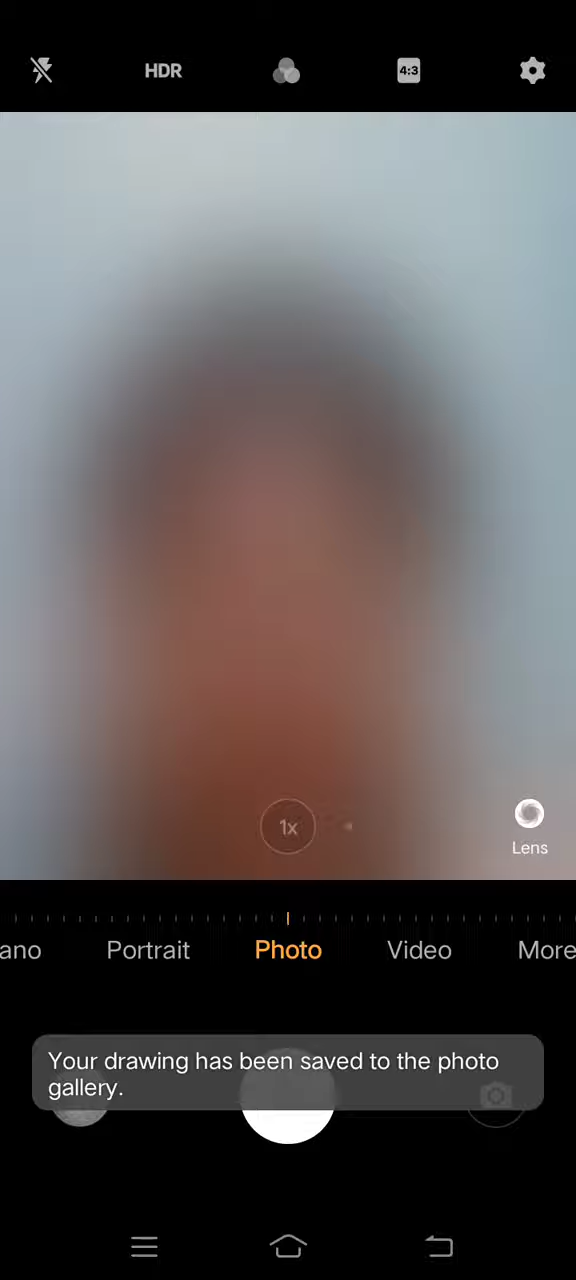 HDR
4:3
1x
Lens
ano Portrait Photo Video More
Your drawing has been saved to the photo
gallery.